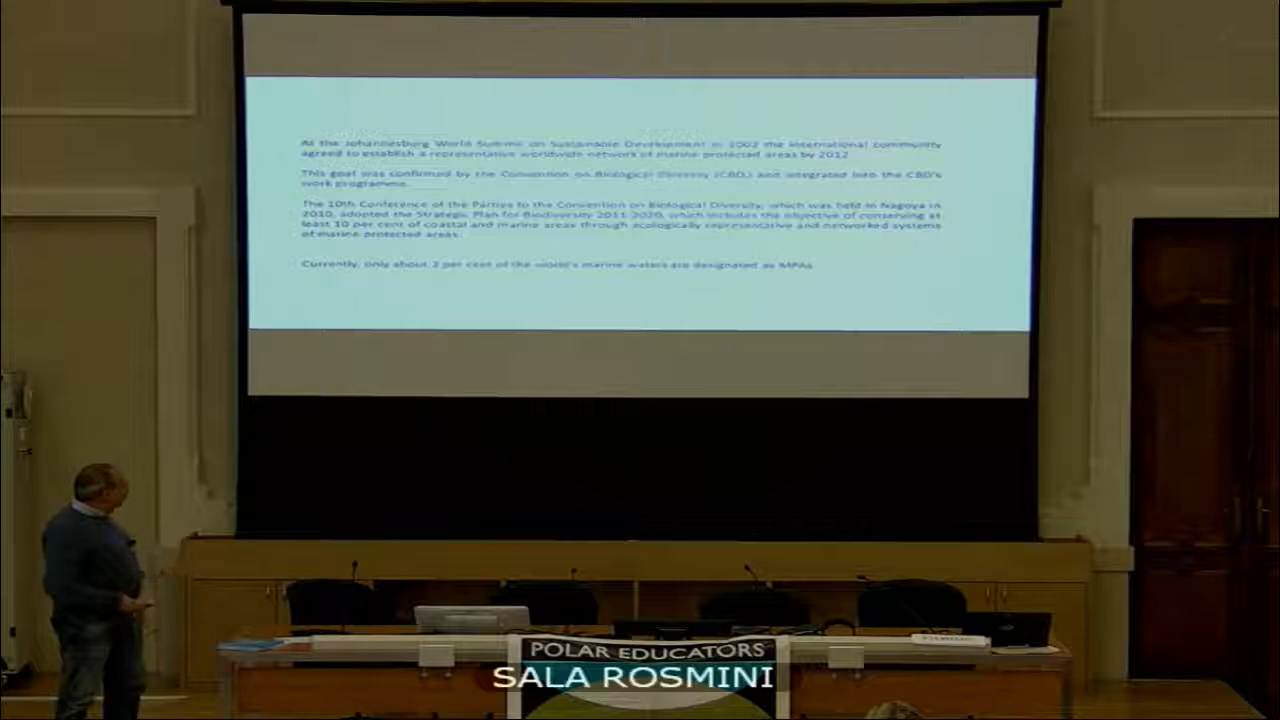 At the Johannesburg World Summit on Sustainable Development in 2002 the international community
agreed to establish a representative worldwide network of marine protected areas by 2012
This goal was confirmed by the Convention on Biological Diversity (CBD) and integrated into the CBD's
work programme.
The 10th Conference of the Parties to the Convention on Biological Diversity, which was held in Nagoya in
2010, adopted the Strategic Plan for Biodiversity 2011-2020, which includes the objective of conserving at
least 10 per cent of coastal and marine areas through ecologically representative and networked systems
of marine protected areas.
Currently, only about per cent of the world's marine waters are designated as MPAs
POLAR EDUCATORS
SALA ROSMINI